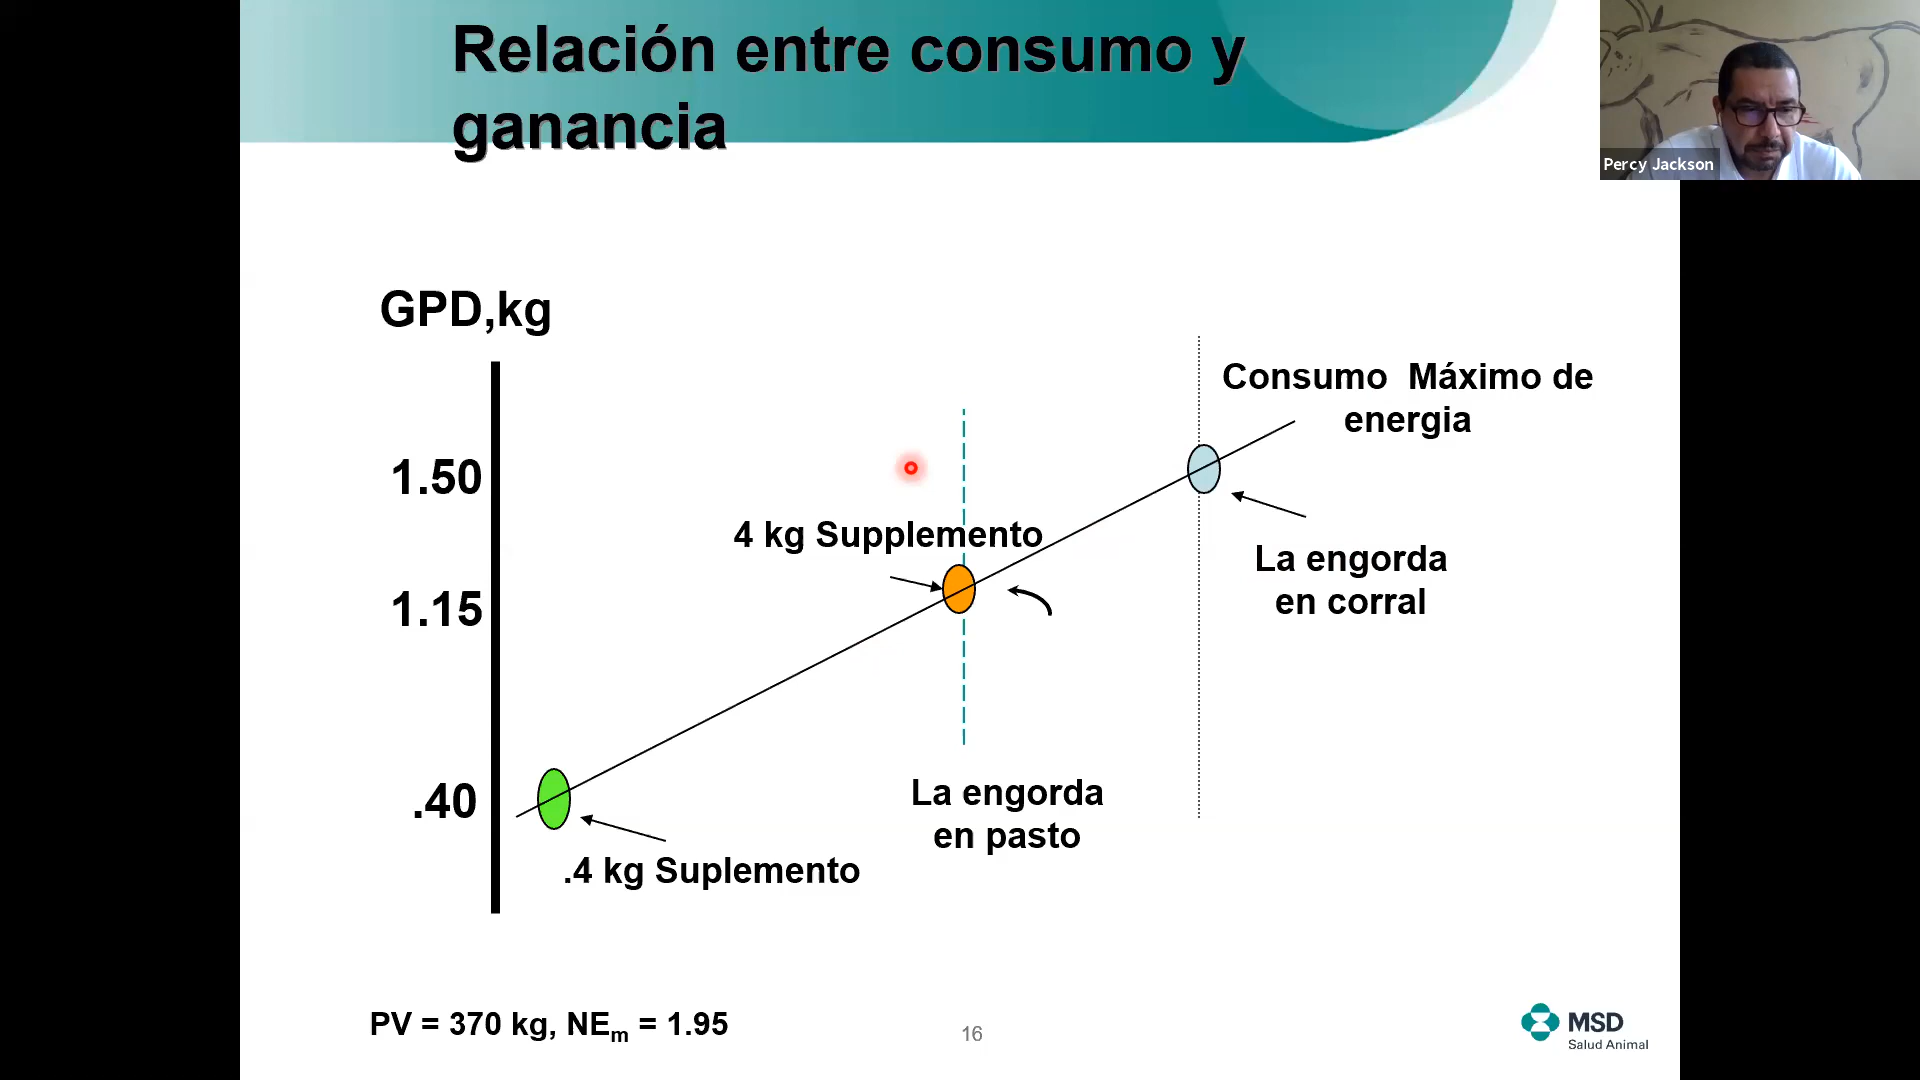 Relación entre consumo y
ganancia
Percy Jackson
GPD,kg
Consumo Máximo de
energia
1.50
4 kg Supplemento
La engorda
en corral
1.15
.40
La engorda
en pasto
.4 kg Suplemento
PV = 370 kg, NEm = 1.95
16
MSD
Salud Animal